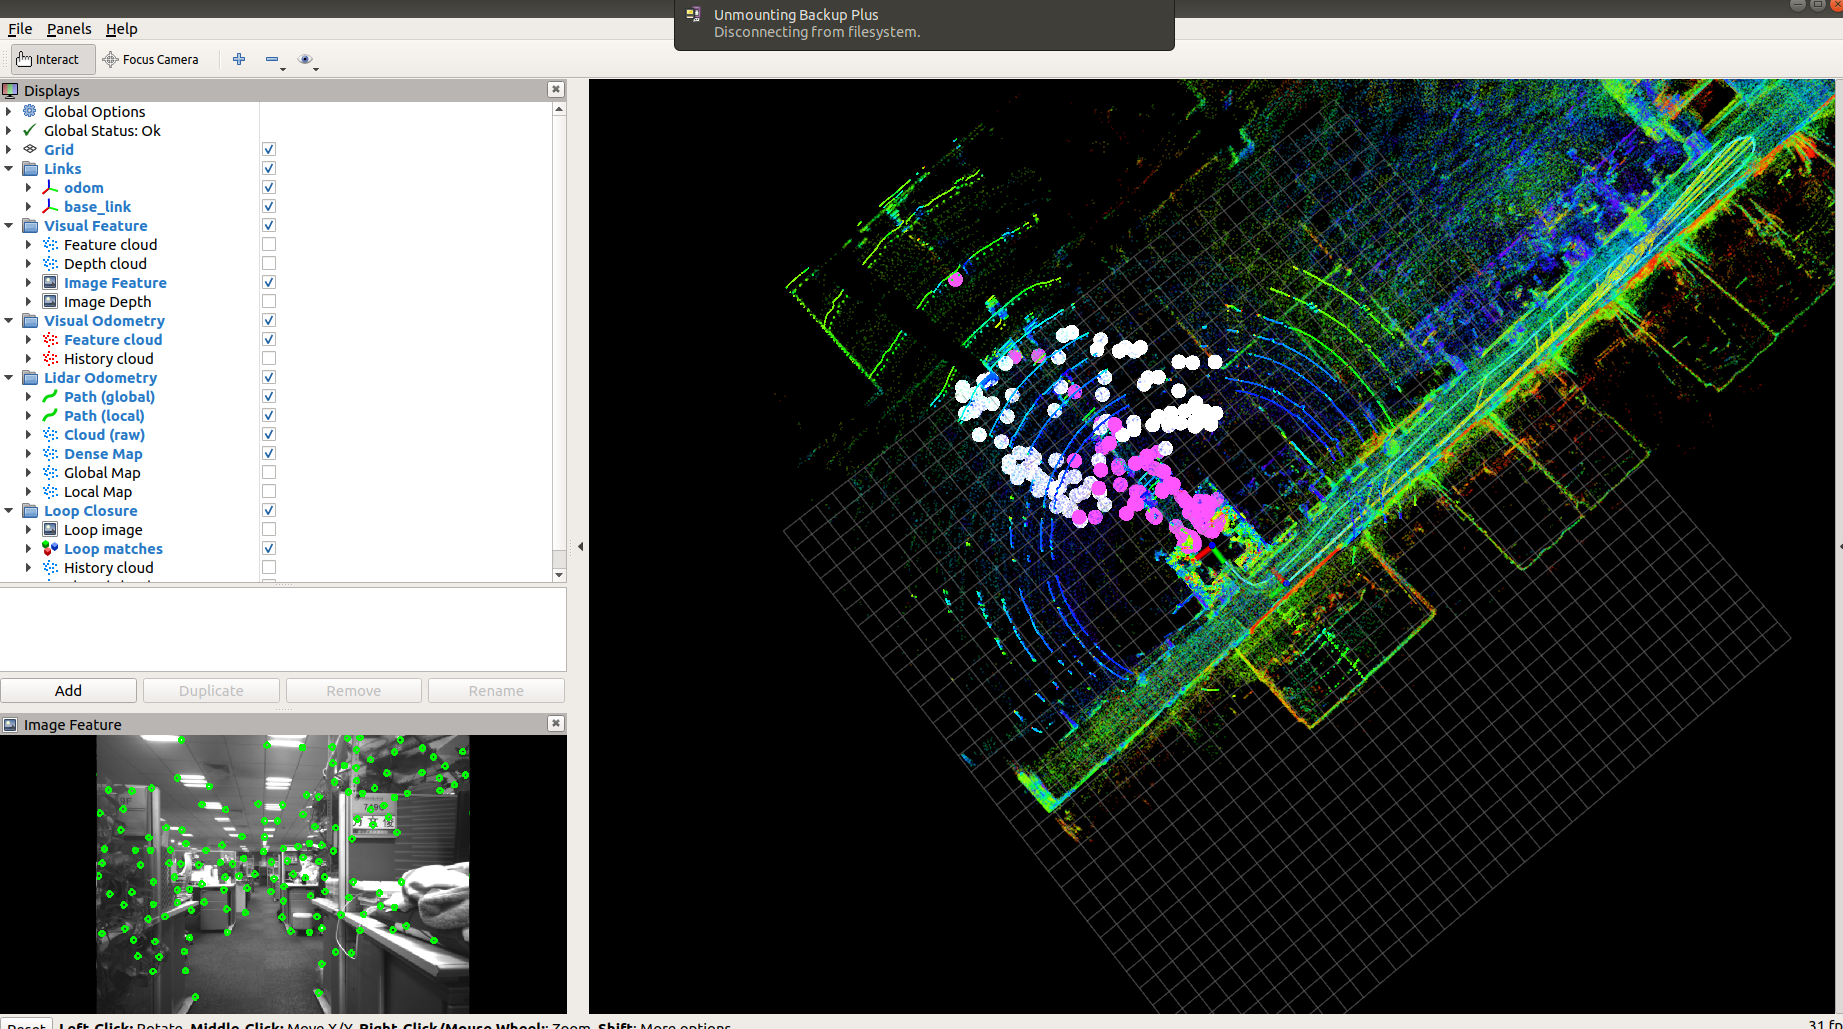 Unmounting Backup Plus
Disconnecting from filesystem.
File Panels Help
Interact Focus Camera
Displays
Global Options
Global Status: Ok
Grid
Links
odom
base_link
Visual Feature
Feature cloud
Depth cloud
Image Feature
Image Depth
Visual Odometry
Feature cloud
History cloud
Lidar Odometry
Path (global)
Path (local)
Cloud (raw)
Dense Map
Global Map
Local Map
Loop Closure
Loop image
Loop matches
History cloud
Add Duplicate Remove Rename
Image Feature
Reset Left-Click: Rotate. Middle-Click: Move X/Y. Right-Click/Mouse Wheel:: Zoom. Shift: More options. 31 fp